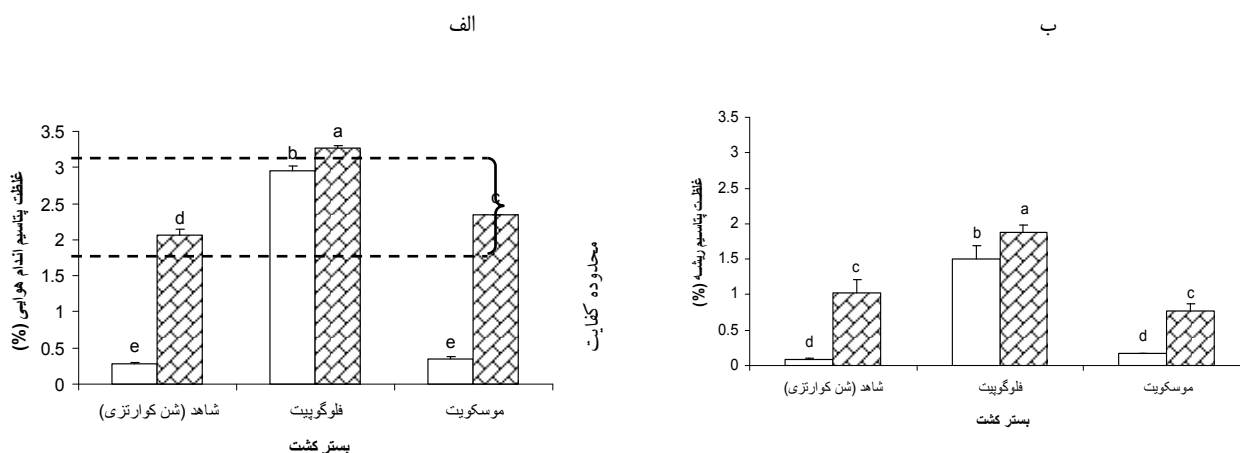 الف
غلظت پتاسیم اندام هوایی (%)
3.5
3
2.5
2
1.5
1
0.5
0
e
d
b
a
e
c
شاهد (شن کوارتزی)
فلوگوپیت
موسکویت
بستر کشت
محدوده کفایت
ب
غلظت پتاسیم ریشه (%)
3.5
3
2.5
2
1.5
1
0.5
0
d
c
b
a
d
c
شاهد (شن کوارتزی)
فلوگوپیت
موسکویت
بستر کشت